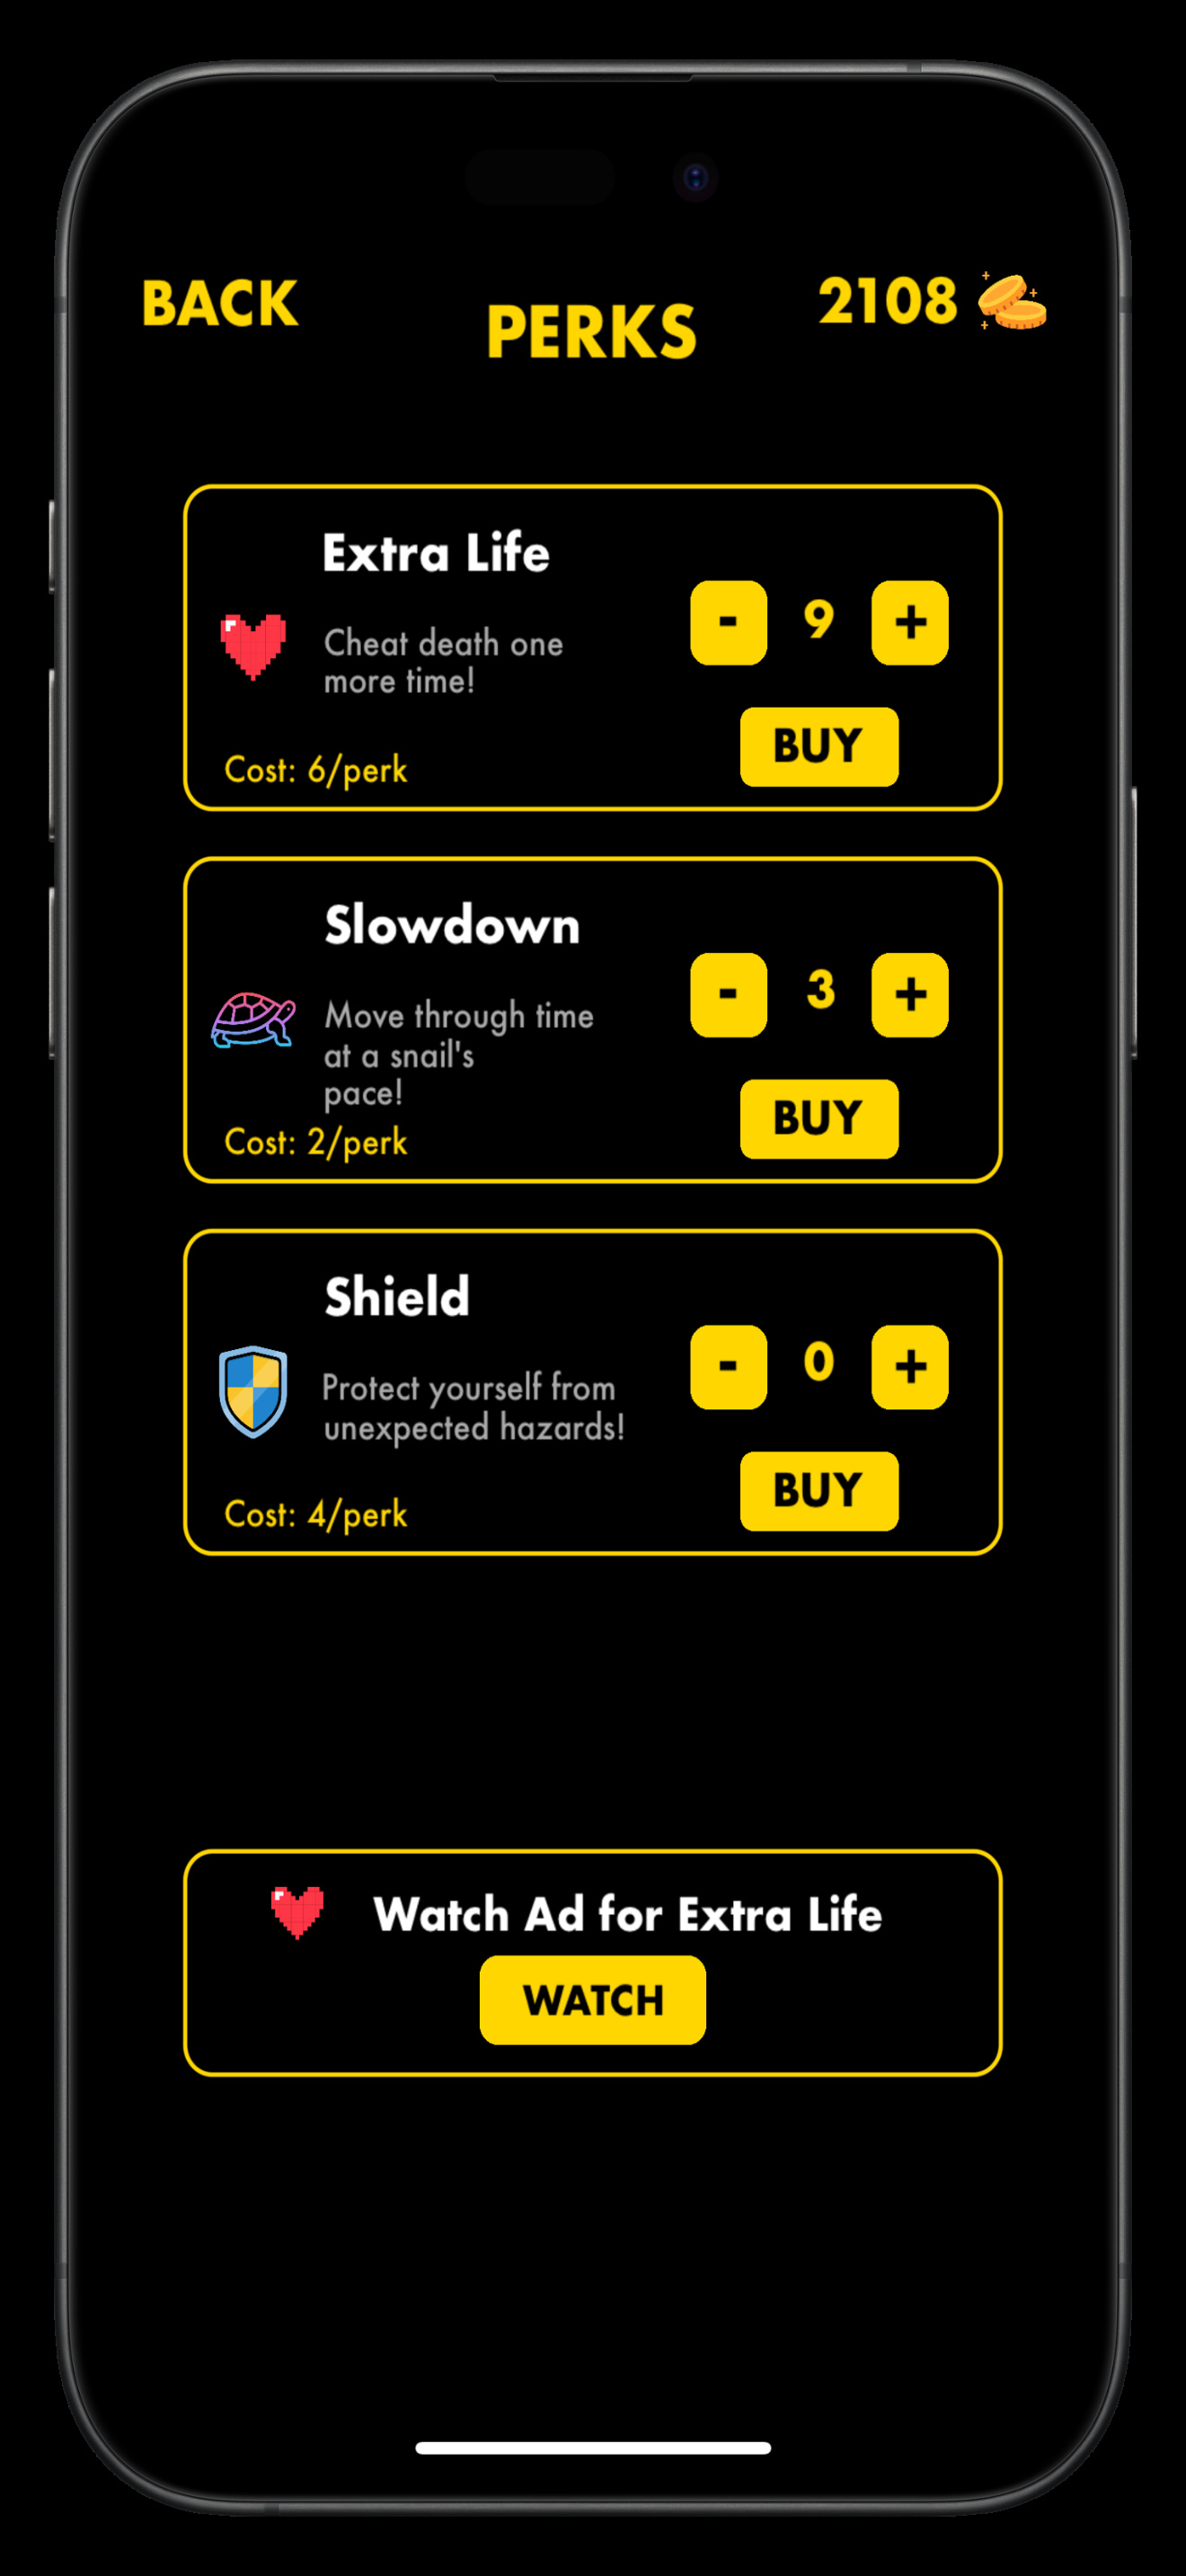 BACK
PERKS
2108
Extra Life
Cheat death one
more time!
Cost: 6/perk
- 9 +
BUY
Slowdown
Move through time
at a snail's
pace!
Cost: 2/perk
- 3 +
BUY
Shield
Protect yourself from
unexpected hazards!
Cost: 4/perk
- 0 +
BUY
Watch Ad for Extra Life
WATCH